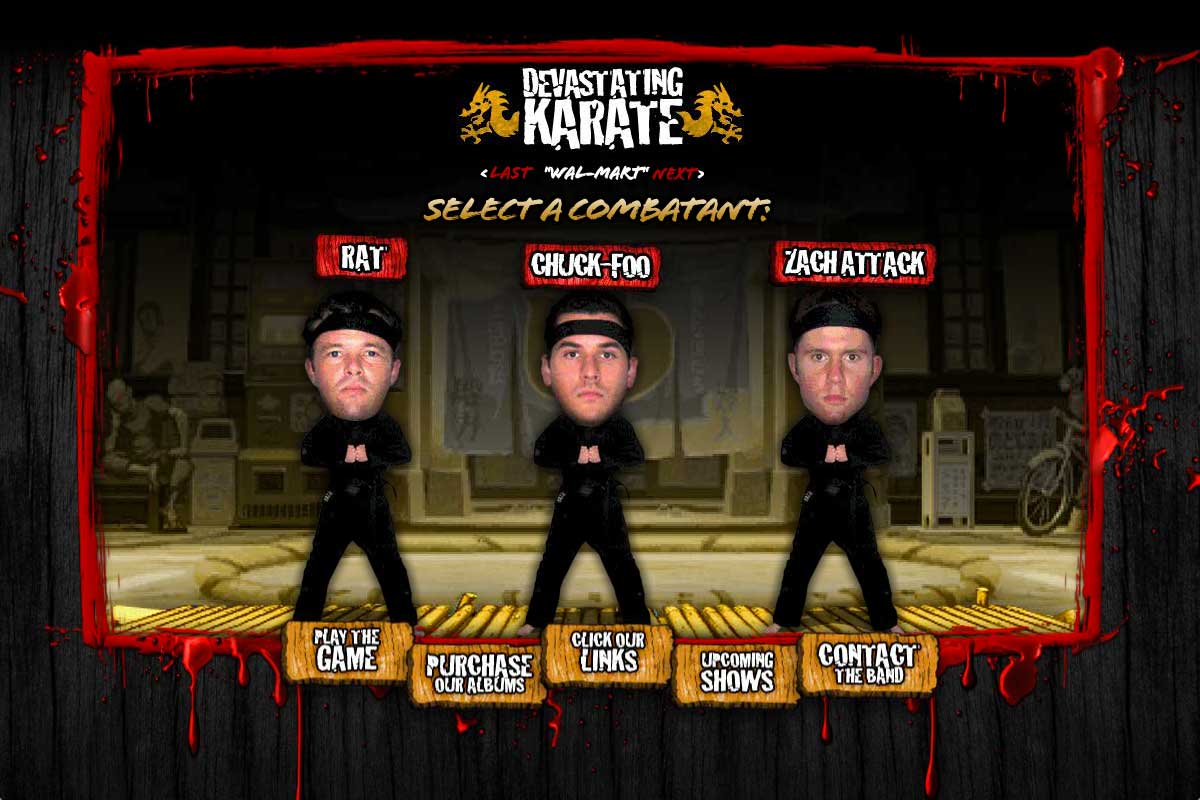 DEVASTATING
KARATE
<LAST "WAL-MART" NEXT>
SELECT A COMBATANT:
RAT
CHUCK-FOO
ZACH ATTACK
PLAY THE
GAME
PURCHASE
OUR ALBUMS
CLICK OUR
LINKS
UPCOMING
SHOWS
CONTACT
THE BAND